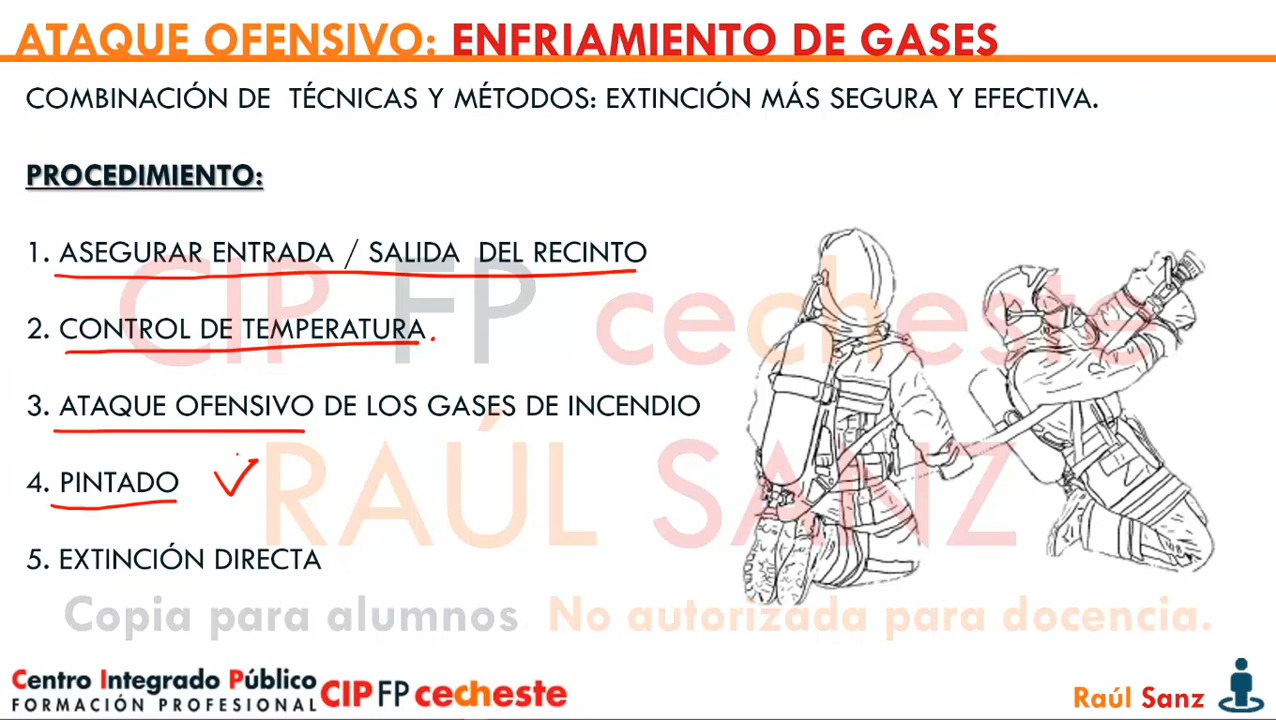 ATAQUE OFENSIVO: ENFRIAMIENTO DE GASES
COMBINACIÓN DE TÉCNICAS Y MÉTODOS: EXTINCIÓN MÁS SEGURA Y EFECTIVA.
PROCEDIMIENTO:
1. ASEGURAR ENTRADA / SALIDA DEL RECINTO
2. CONTROL DE TEMPERATURA
3. ATAQUE OFENSIVO DE LOS GASES DE INCENDIO
4. PINTADO
5. EXTINCIÓN DIRECTA
CIP FP cecheste
RAÚL SANZ
Copia para alumnos No autorizada para docencia.
Centro Integrado Público
FORMACIÓN PROFESIONAL CIP FP cecheste
Raúl Sanz